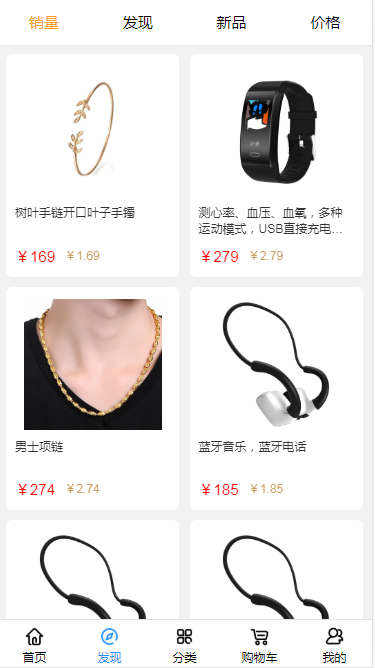 销量 发现 新品 价格
树叶手链开口叶子手镯
¥169 ¥1.69
测心率、血压、血氧，多种
运动模式，USB直接充电…
¥279 ¥2.79
男士项链
¥274 ¥2.74
蓝牙音乐，蓝牙电话
¥185 ¥1.85
首页 发现 分类 购物车 我的